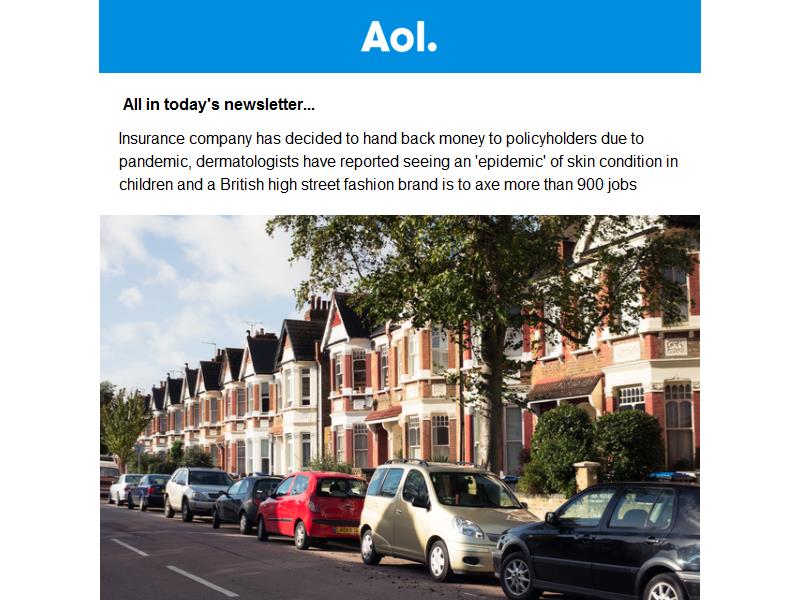 Aol.
All in today's newsletter...
Insurance company has decided to hand back money to policyholders due to
pandemic, dermatologists have reported seeing an 'epidemic' of skin condition in
children and a British high street fashion brand is to axe more than 900 jobs